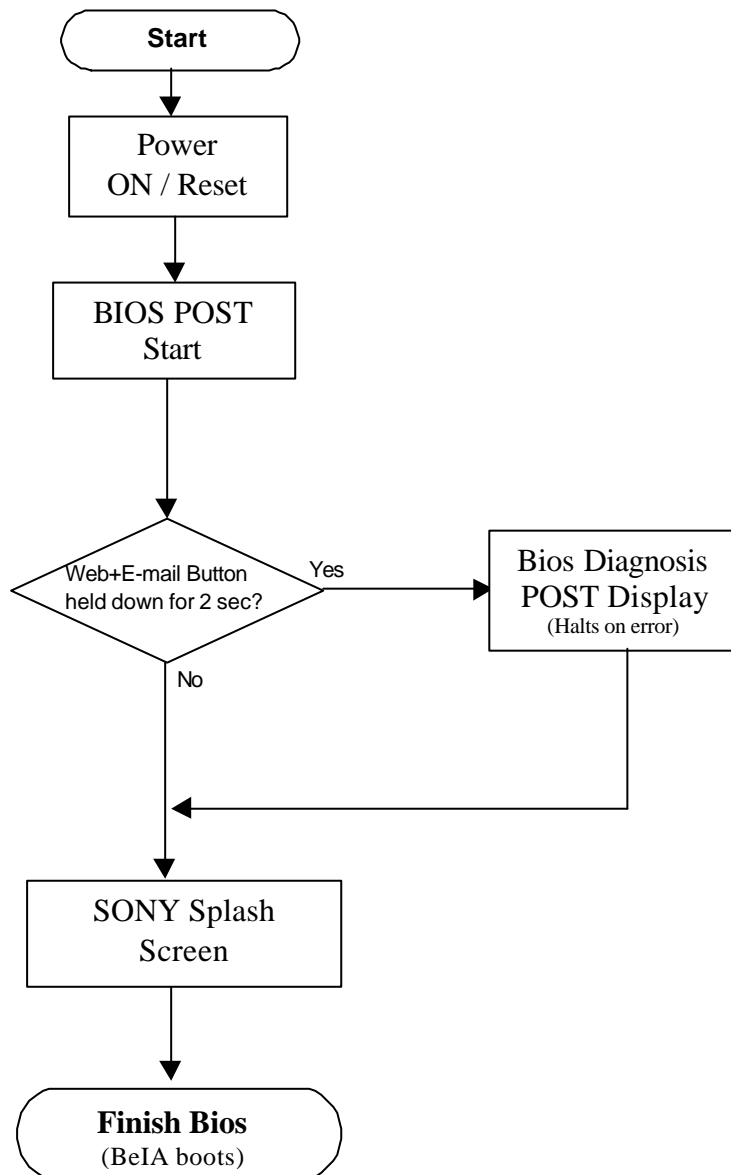 Start
Power
ON / Reset
BIOS POST
Start
Web+E-mail Button
held down for 2 sec?
Yes
Bios Diagnosis
POST Display
(Halts on error)
No
SONY Splash
Screen
Finish Bios
(BeIA boots)